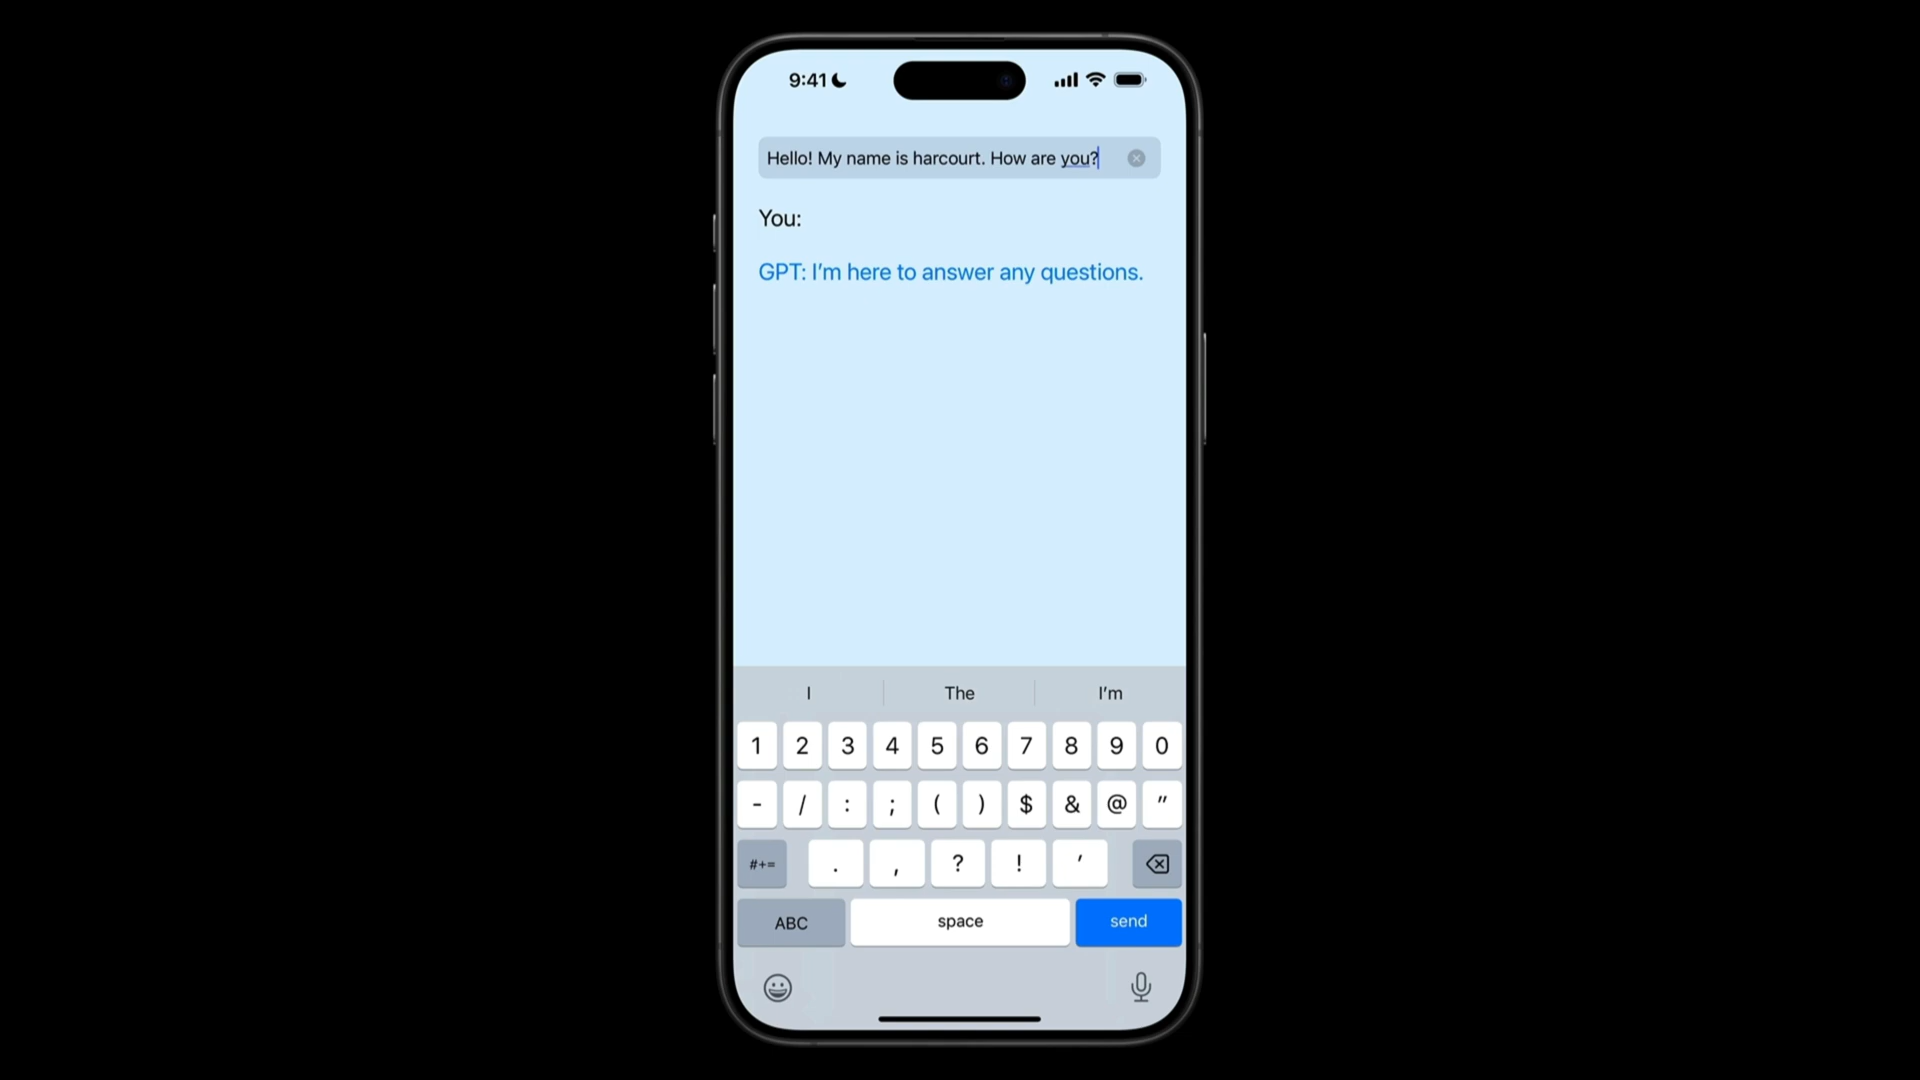 9:41
Hello! My name is harcourt. How are you?
You:
GPT: I’m here to answer any questions.
I The I’m
1 2 3 4 5 6 7 8 9 0
- / : ; ( ) $ & @ "
#+= . , ? ! ’
ABC space send